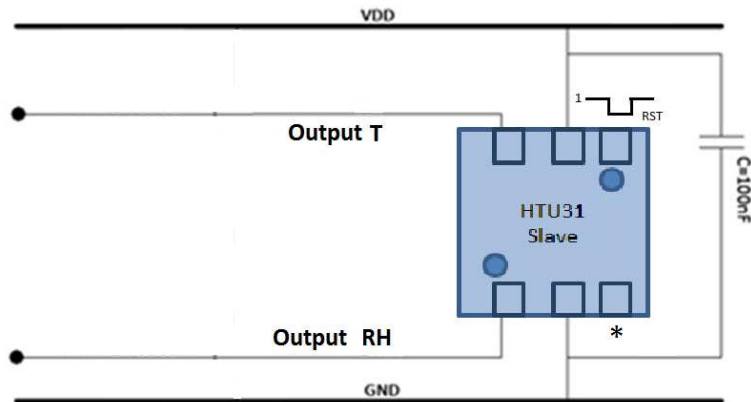 VDD
1
RST
Output T
C=100nF
HTU31
Slave
Output RH
*
GND